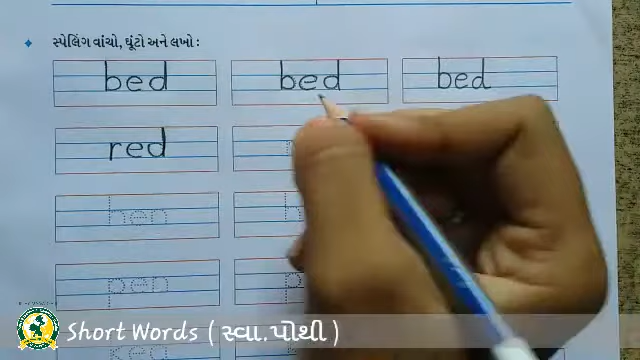 સ્પેલિંગ વાંચો, ઘૂંટો અને લખો :
bed bed bed
red
hen h
pen p
Short Words ( સ્વા.પોથી )